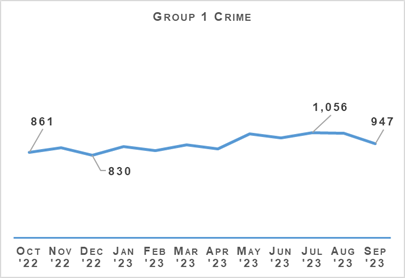 GROUP 1 CRIME
1,056
861
947
830
OCT NOV DEC JAN FEB MAR APR MAY JUN JUL AUG SEP
'22 '22 '22 '23 '23 '23 '23 '23 '23 '23 '23 '23